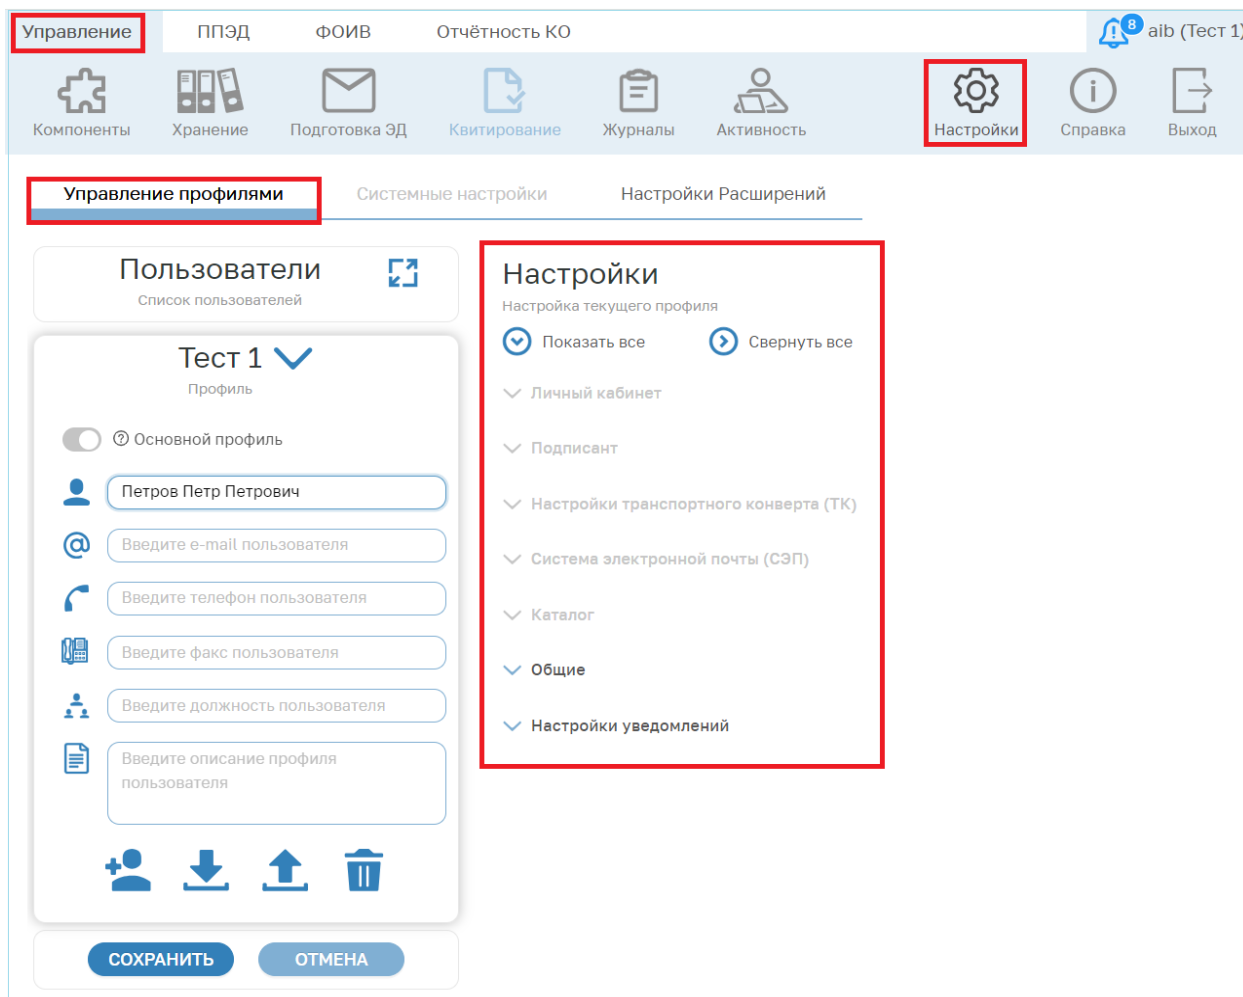 Управление ППЭД ФОИВ Отчётность КО 8 aib (Тест 1)
Компоненты Хранение Подготовка ЭД Квитирование Журналы Активность Настройки Справка Выход
Управление профилями Системные настройки Настройки Расширений
Пользователи
Список пользователей
Тест 1
Профиль
Основной профиль
Петров Петр Петрович
Введите e-mail пользователя
Введите телефон пользователя
Введите факс пользователя
Введите должность пользователя
Введите описание профиля
пользователя
СОХРАНИТЬ ОТМЕНА
Настройки
Настройка текущего профиля
Показать все Свернуть все
Личный кабинет
Подписант
Настройки транспортного конверта (ТК)
Система электронной почты (СЭП)
Каталог
Общие
Настройки уведомлений